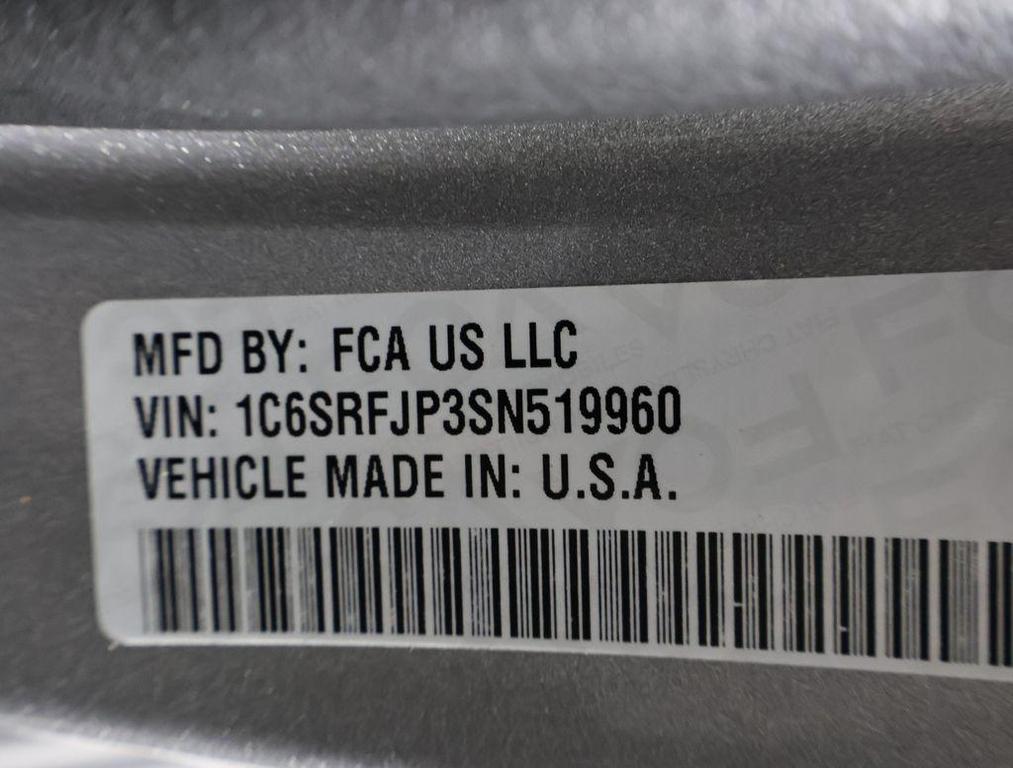 MFD BY: FCA US LLC
VIN: 1C6SRFJP3SN519960
VEHICLE MADE IN: U.S.A.